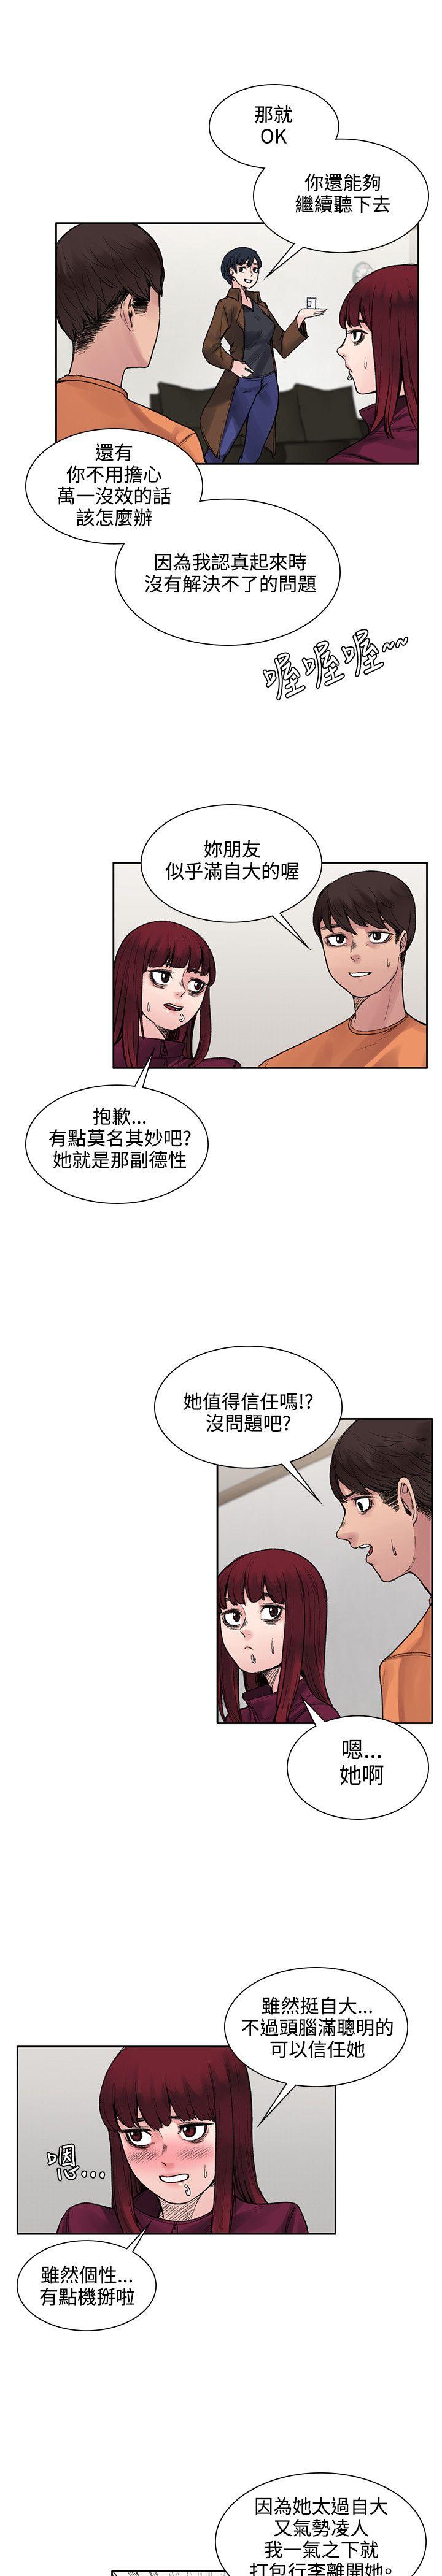 那就
OK
你還能夠
繼續聽下去
還有
你不用擔心
萬一沒效的話
該怎麼辦
因為我認真起來時
沒有解決不了的問題
喔喔喔~~
妳朋友
似乎滿自大的喔
抱歉...
有點莫名其妙吧?
她就是那副德性
她值得信任嗎!?
沒問題吧?
嗯...
她啊
雖然挺自大...
不過頭腦滿聰明的
可以信任她
嗯...
雖然個性...
有點機掰啦
因為她太過自大
又氣勢凌人
我一氣之下就
打包行李離開她。